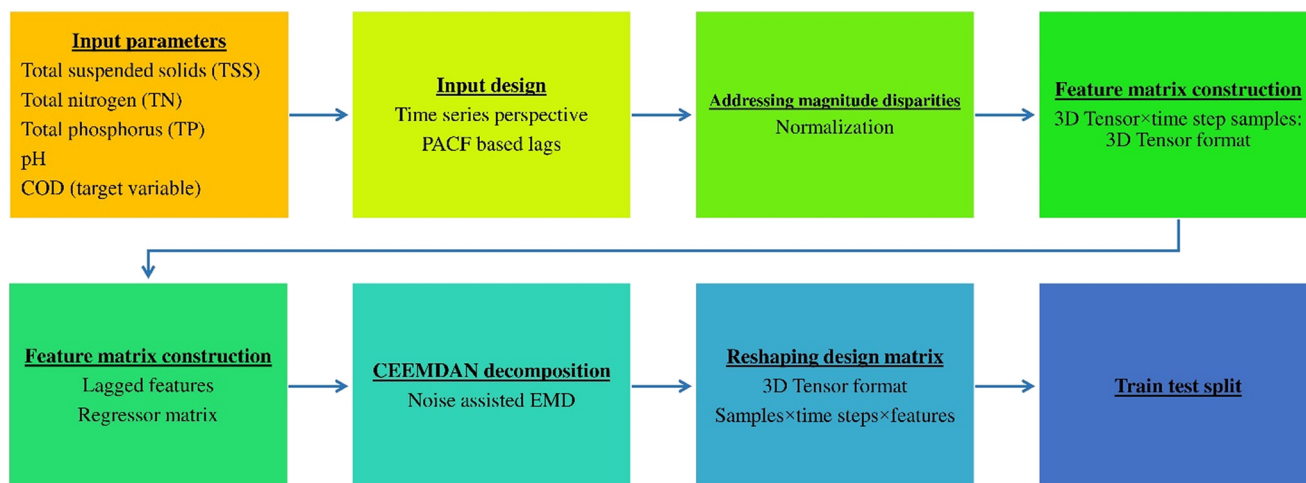 Input parameters
Total suspended solids (TSS)
Total nitrogen (TN)
Total phosphorus (TP)
pH
COD (target variable)
Input design
Time series perspective
PACF based lags
Addressing magnitude disparities
Normalization
Feature matrix construction
3D Tensor×time step samples:
3D Tensor format
Feature matrix construction
Lagged features
Regressor matrix
CEEMDAN decomposition
Noise assisted EMD
Reshaping design matrix
3D Tensor format
Samples×time steps×features
Train test split